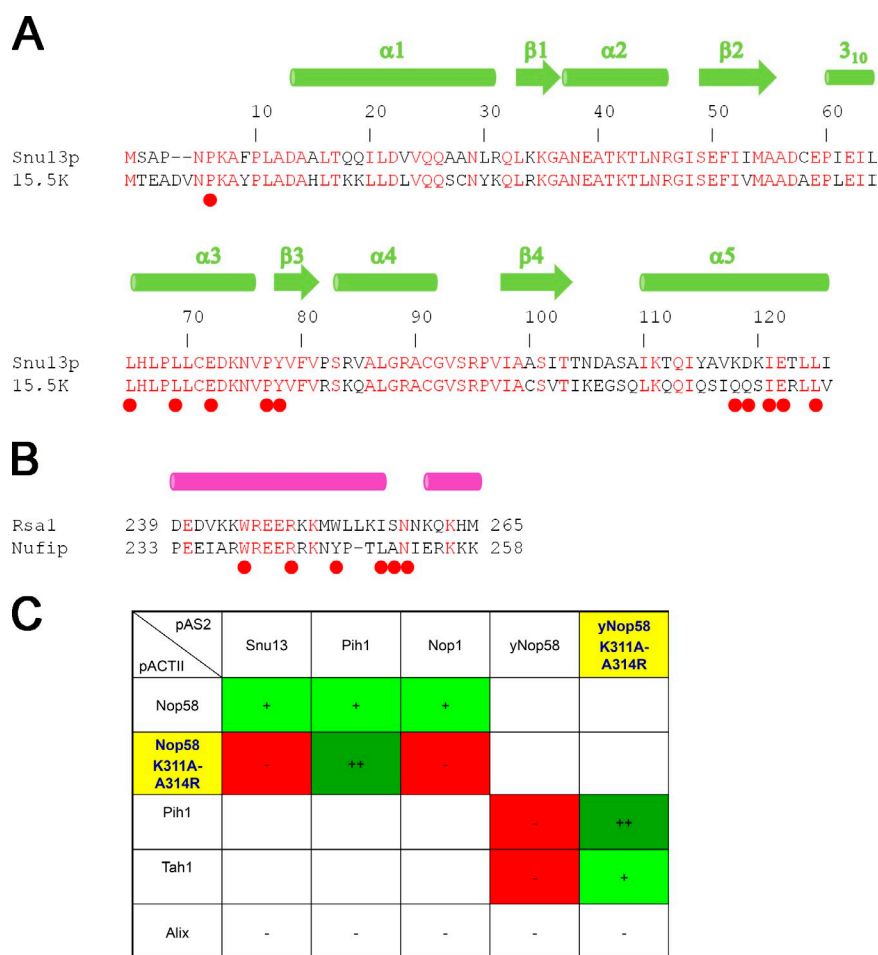 A
α1 β1 α2 β2 3₁₀
10 20 30 40 50 60
Snu13p MSAP--NPKAFPLADAALTQQILDVVQQAANLRQLKKGANEATKTLNRGISEFIIMAADCEPIEIL
15.5K MTEADVNPKAYPLADAHLTKKLLDLVQQSCNYKQLRKGANEATKTLNRGISEFIVMAADAEPLEII
α3 β3 α4 β4 α5
70 80 90 100 110 120
Snu13p LHLPLLCEDKNVPYVFVPSRVALGRACGVSRPVIAASITTNDASAIKTQIYAVKDKIETLLI
15.5K LHLPLLCEDKNVPYVFVRSKQALGRACGVSRPVIACSVTIKEGSQLKQQIQSIQQSIERLLV
B
Rsa1 239 DEDVKKWREERKKMWLLKISNNKQKHM 265
Nufip 233 PEEIARWREERRKNYP-TLANIERKKK 258
C
pAS2 Snu13 Pih1 Nop1 yNop58 yNop58 K311A-A314R
pACTII
Nop58 + + +
Nop58 K311A-A314R - ++ -
Pih1 - ++
Tah1 - +
Alix - - - - -